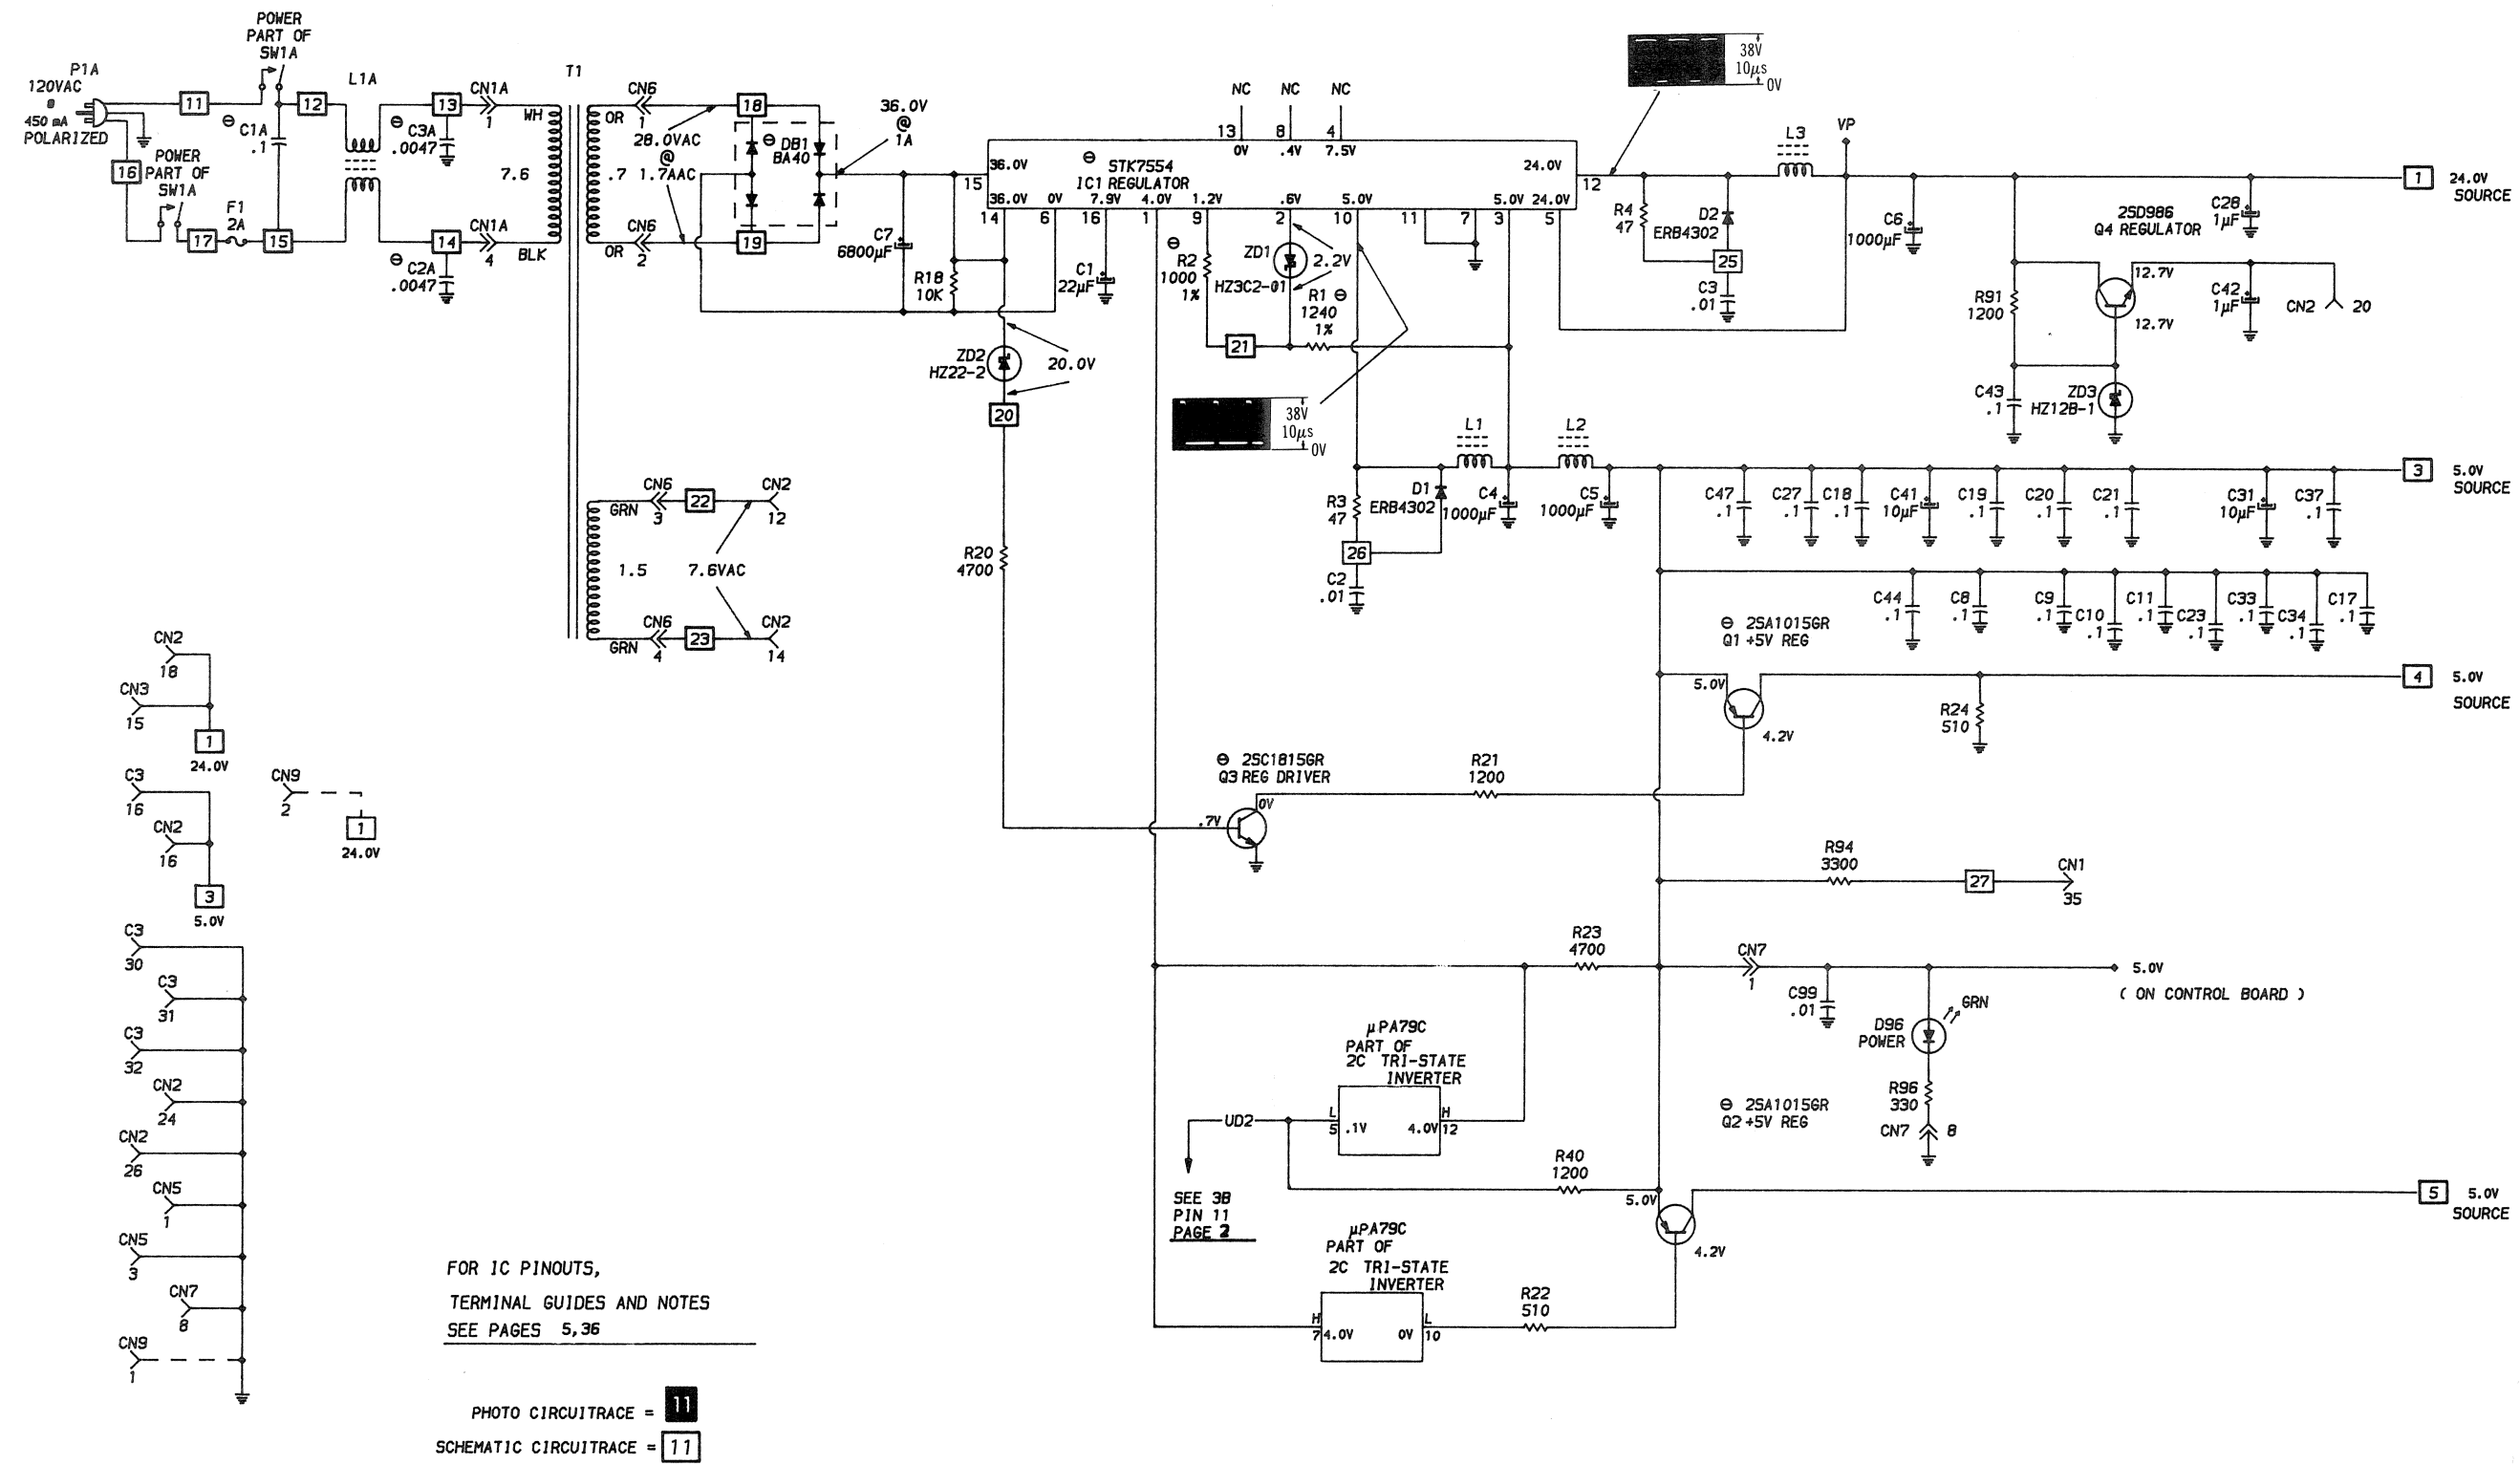 POWER
PART OF
SW1A
P1A
120VAC
@
450 mA
POLARIZED
11
12
L1A
13
CN1A
1
C1A
.1
C3A
.0047
16
POWER
PART OF
SW1A
F1
2A
17
15
14
CN1A
4
C2A
.0047
T1
WH
7.6
BLK
CN6
OR
1
28.0VAC
@
.7 1.7AAC
CN6
OR
2
18
DB1
BA40
19
36.0V
@
1A
C7
6800µF
R18
10K
NC
NC
NC
13
8
4
0V
.4V
7.5V
STK7554
IC1 REGULATOR
36.0V
15
24.0V
12
36.0V
0V
7.9V
4.0V
1.2V
.6V
5.0V
5.0V
24.0V
14
6
16
1
9
2
10
11
7
3
5
C1
22µF
R2
1000
1%
ZD1
HZ3C2-01
2.2V
R1
1240
1%
21
38V
10µs
0V
38V
10µs
0V
R4
47
D2
ERB4302
25
C3
.01
L3
VP
C6
1000µF
1
24.0V
SOURCE
2SD986
Q4 REGULATOR
C28
1µF
12.7V
12.7V
R91
1200
C42
1µF
CN2
20
C43
.1
ZD3
HZ12B-1
ZD2
HZ22-2
20.0V
20
R20
4700
CN6
GRN
3
22
CN2
12
1.5
7.6VAC
CN6
GRN
4
23
CN2
14
L1
L2
R3
47
D1
ERB4302
C4
1000µF
C5
1000µF
26
C2
.01
3
5.0V
SOURCE
C47
.1
C27
.1
C18
.1
C41
10µF
C19
.1
C20
.1
C21
.1
C31
10µF
C37
.1
C44
.1
C8
.1
C9
.1
C10
.1
C11
.1
C23
.1
C33
.1
C34
.1
C17
.1
2SA1015GR
Q1 +5V REG
5.0V
4.2V
R24
510
4
5.0V
SOURCE
2SC1815GR
Q3 REG DRIVER
R21
1200
0V
.7V
R94
3300
27
CN1
35
R23
4700
CN7
1
5.0V
( ON CONTROL BOARD )
C99
.01
GRN
D96
POWER
R96
330
CN7
8
µPA79C
PART OF
2C TRI-STATE
INVERTER
UD2
L
5
.1V
4.0V
H
12
SEE 3B
PIN 11
PAGE 2
R40
1200
2SA1015GR
Q2 +5V REG
5.0V
4.2V
5
5.0V
SOURCE
µPA79C
PART OF
2C TRI-STATE
INVERTER
H
7
4.0V
0V
L
10
R22
510
CN2
18
CN3
15
1
24.0V
C3
16
CN2
16
3
5.0V
CN9
2
1
24.0V
C3
30
C3
31
C3
32
CN2
24
CN2
26
CN5
1
CN5
3
CN7
8
CN9
1
FOR IC PINOUTS,
TERMINAL GUIDES AND NOTES
SEE PAGES 5,36
PHOTO CIRCUITRACE = 11
SCHEMATIC CIRCUITRACE = 11